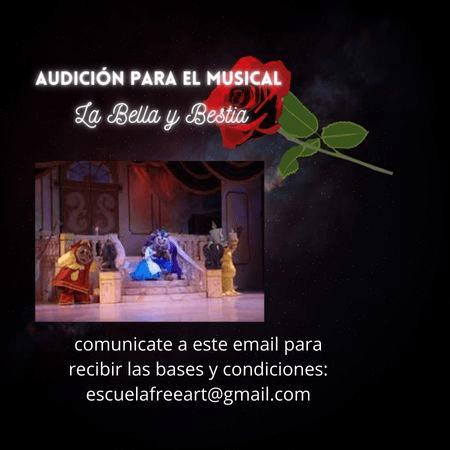 AUDICIÓN PARA EL MUSICAL
La Bella y Bestia
comunicate a este email para
recibir las bases y condiciones:
escuelafreeart@gmail.com